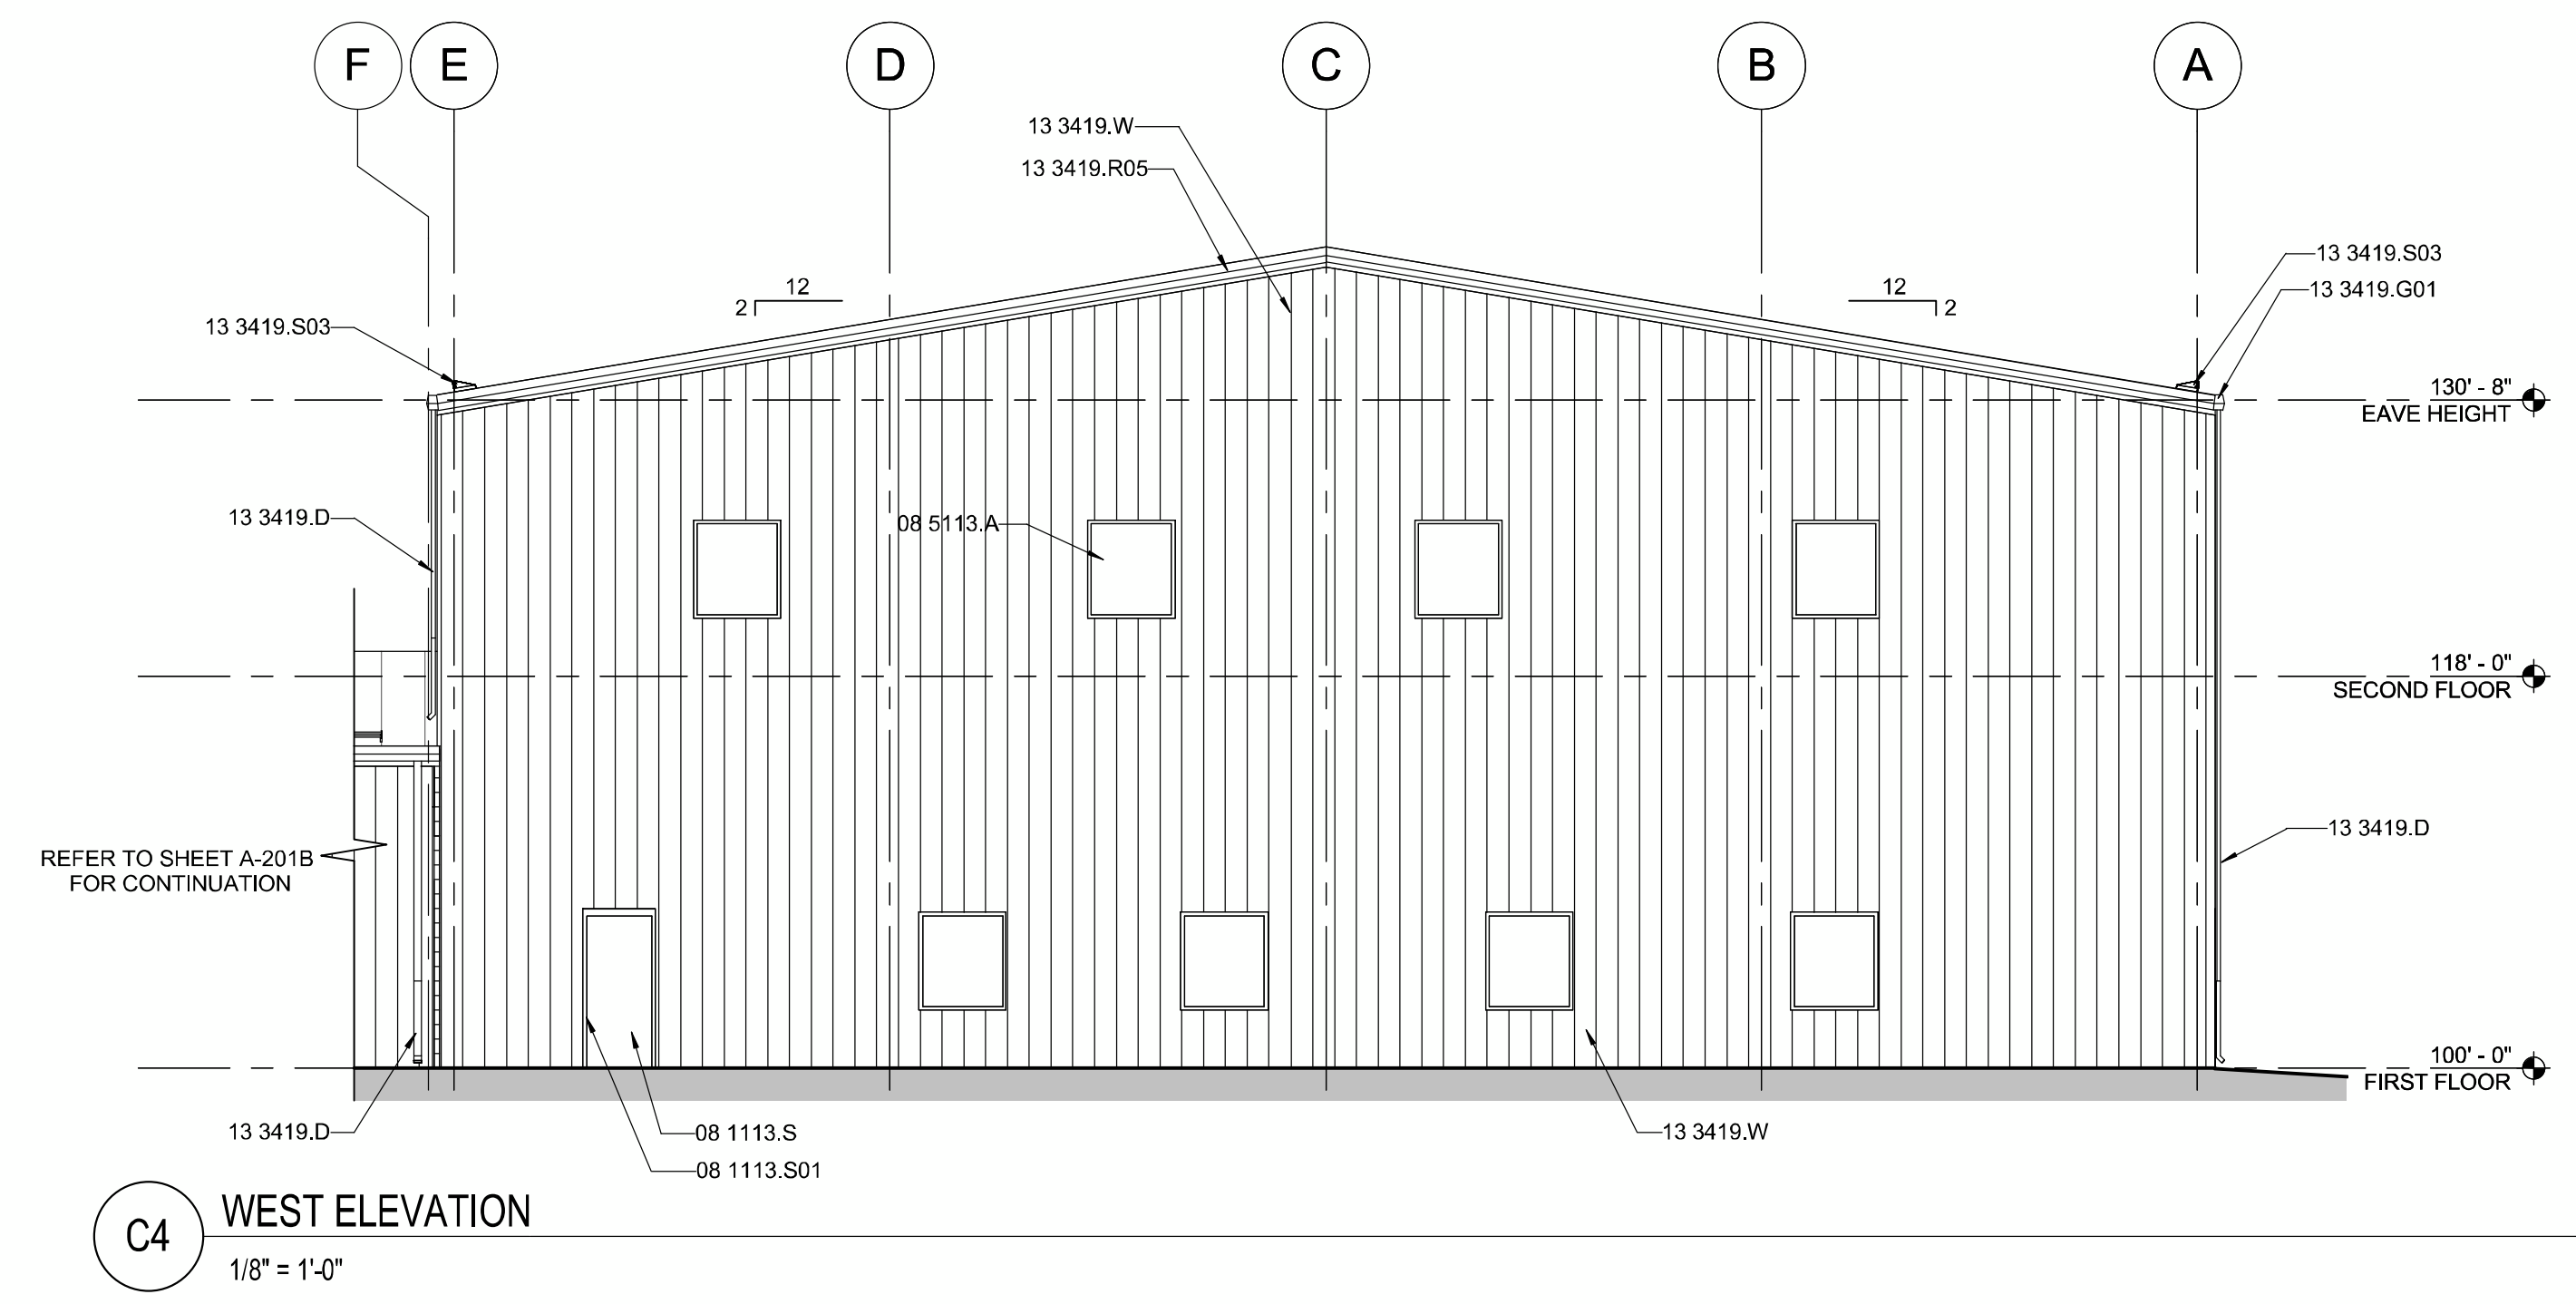 F
E
D
C
B
A
13 3419.W
13 3419.R05
13 3419.S03
13 3419.G01
12
2
12
2
13 3419.S03
130' - 8"
EAVE HEIGHT
13 3419.D
08 5113.A
118' - 0"
SECOND FLOOR
13 3419.D
REFER TO SHEET A-201B
FOR CONTINUATION
100' - 0"
FIRST FLOOR
13 3419.D
08 1113.S
13 3419.W
08 1113.S01
C4
WEST ELEVATION
1/8" = 1'-0"